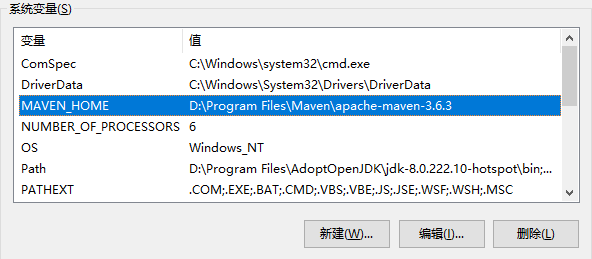 系统变量(S)
变量 值
ComSpec C:\Windows\system32\cmd.exe
DriverData C:\Windows\System32\Drivers\DriverData
MAVEN_HOME D:\Program Files\Maven\apache-maven-3.6.3
NUMBER_OF_PROCESSORS 6
OS Windows_NT
Path D:\Program Files\AdoptOpenJDK\jdk-8.0.222.10-hotspot\bin;...
PATHEXT .COM;.EXE;.BAT;.CMD;.VBS;.VBE;.JS;.JSE;.WSF;.WSH;.MSC
新建(W)... 编辑(I)... 删除(L)